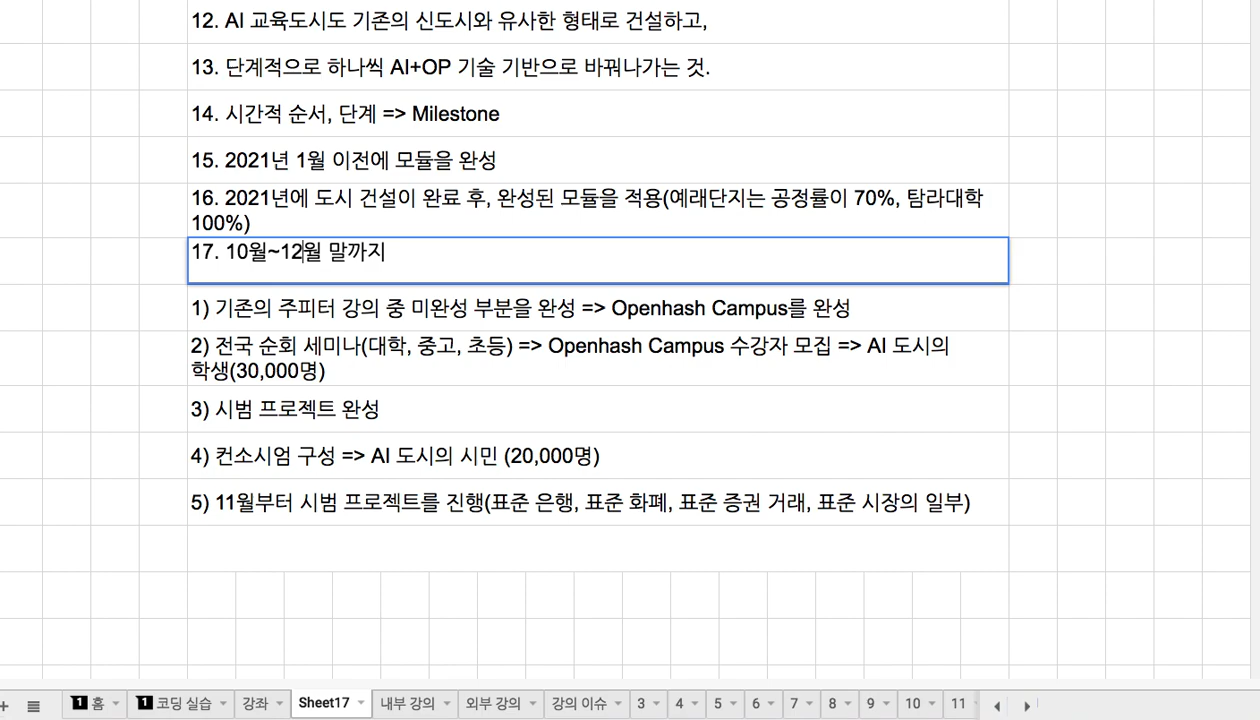 12. AI 교육도시도 기존의 신도시와 유사한 형태로 건설하고,
13. 단계적으로 하나씩 AI+OP 기술 기반으로 바꿔나가는 것.
14. 시간적 순서, 단계 => Milestone
15. 2021년 1월 이전에 모듈을 완성
16. 2021년에 도시 건설이 완료 후, 완성된 모듈을 적용(예래단지는 공정률이 70%, 탐라대학
100%)
17. 10월~12월 말까지
1) 기존의 주피터 강의 중 미완성 부분을 완성 => Openhash Campus를 완성
2) 전국 순회 세미나(대학, 중고, 초등) => Openhash Campus 수강자 모집 => AI 도시의
학생(30,000명)
3) 시범 프로젝트 완성
4) 컨소시엄 구성 => AI 도시의 시민 (20,000명)
5) 11월부터 시범 프로젝트를 진행(표준 은행, 표준 화폐, 표준 증권 거래, 표준 시장의 일부)
1 홈 1 코딩 실습 강좌 Sheet17 내부 강의 외부 강의 강의 이슈 3 4 5 6 7 8 9 10 11